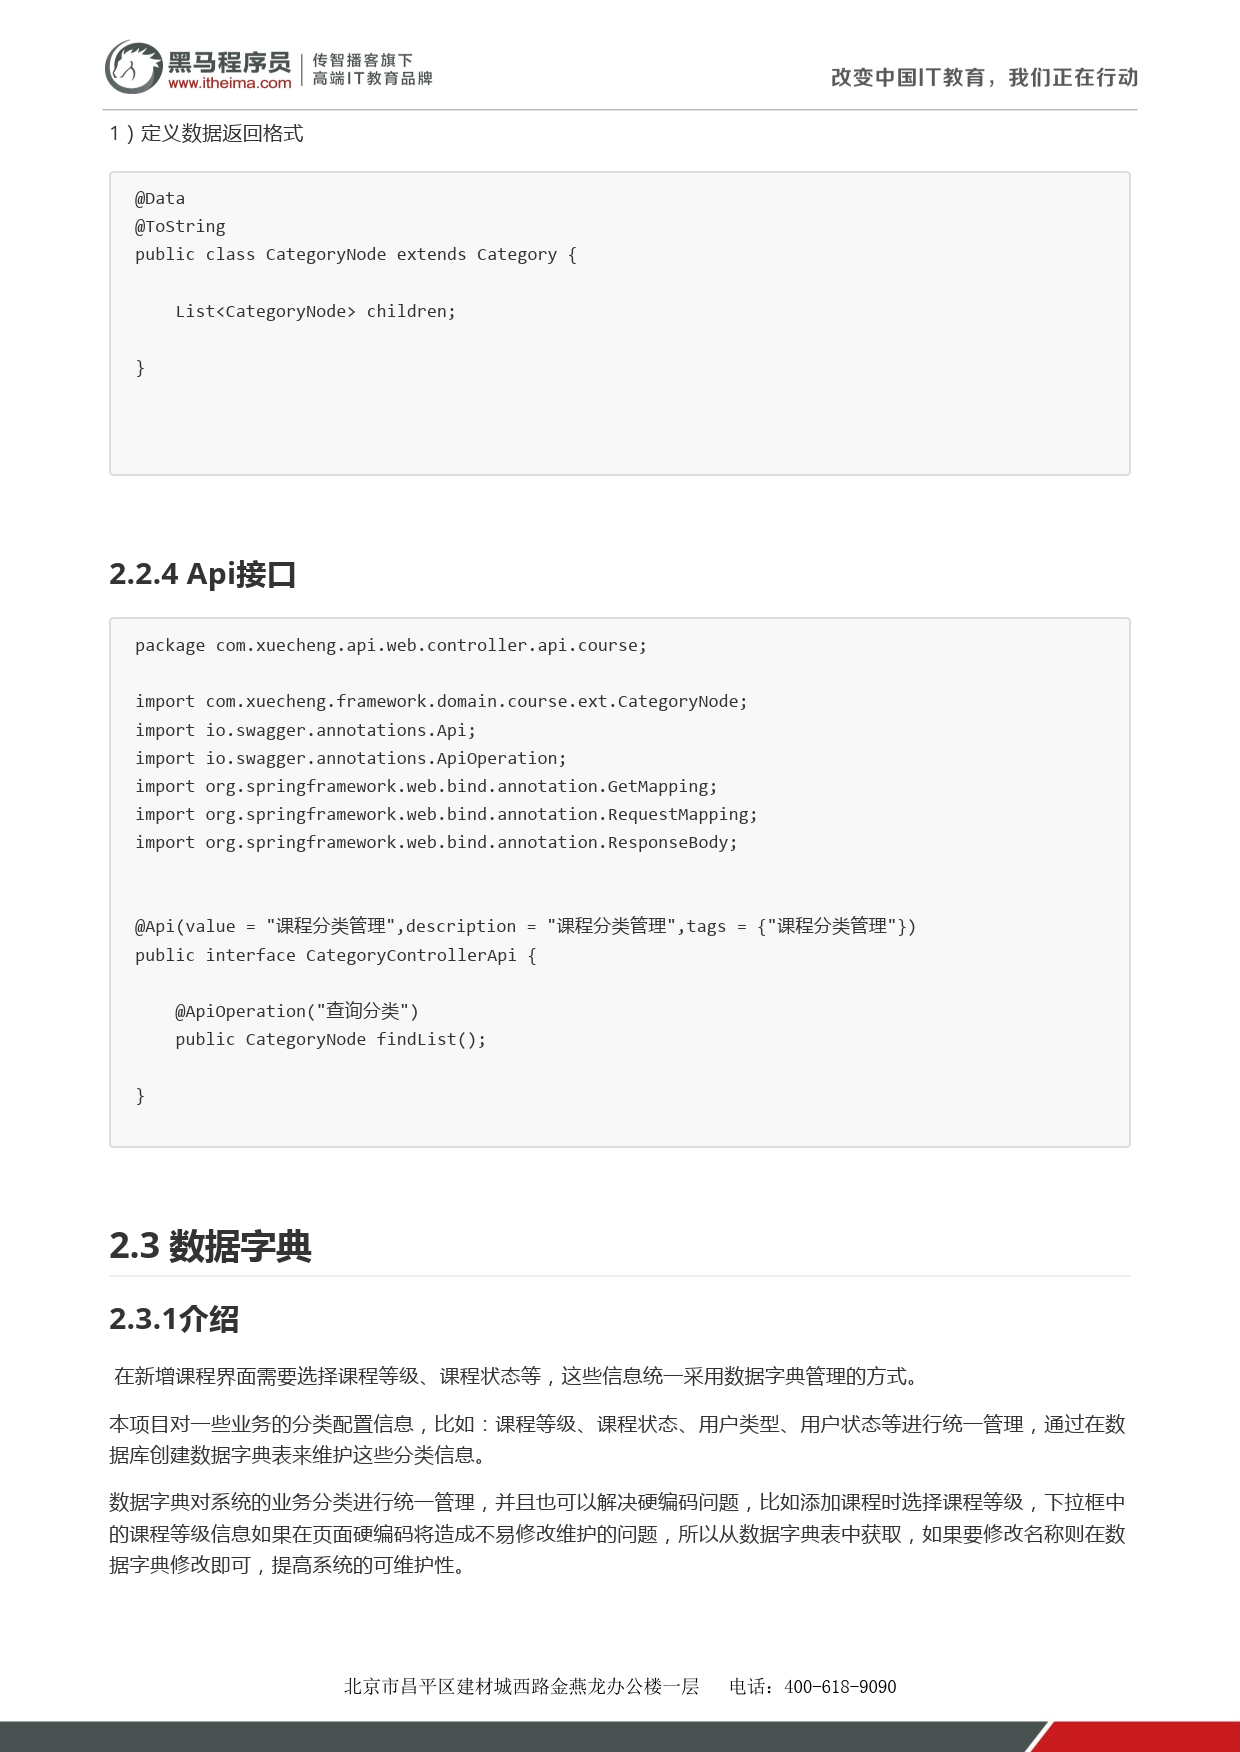 黑马程序员
www.itheima.com
传智播客旗下
高端IT教育品牌
改变中国IT教育，我们正在行动
1）定义数据返回格式
@Data
@ToString
public class CategoryNode extends Category {
    List<CategoryNode> children;
}
2.2.4 Api接口
package com.xuecheng.api.web.controller.api.course;
import com.xuecheng.framework.domain.course.ext.CategoryNode;
import io.swagger.annotations.Api;
import io.swagger.annotations.ApiOperation;
import org.springframework.web.bind.annotation.GetMapping;
import org.springframework.web.bind.annotation.RequestMapping;
import org.springframework.web.bind.annotation.ResponseBody;
@Api(value = "课程分类管理",description = "课程分类管理",tags = {"课程分类管理"})
public interface CategoryControllerApi {
    @ApiOperation("查询分类")
    public CategoryNode findList();
}
2.3 数据字典
2.3.1介绍
在新增课程界面需要选择课程等级、课程状态等，这些信息统一采用数据字典管理的方式。
本项目对一些业务的分类配置信息，比如：课程等级、课程状态、用户类型、用户状态等进行统一管理，通过在数
据库创建数据字典表来维护这些分类信息。
数据字典对系统的业务分类进行统一管理，并且也可以解决硬编码问题，比如添加课程时选择课程等级，下拉框中
的课程等级信息如果在页面硬编码将造成不易修改维护的问题，所以从数据字典表中获取，如果要修改名称则在数
据字典修改即可，提高系统的可维护性。
北京市昌平区建材城西路金燕龙办公楼一层 电话：400-618-9090